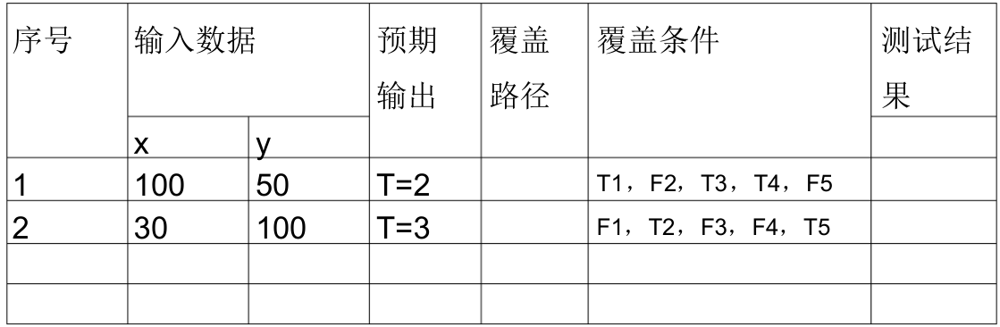 序号 输入数据 预期 覆盖 覆盖条件 测试结
输出 路径 果
x y
1 100 50 T=2 T1，F2，T3，T4，F5
2 30 100 T=3 F1，T2，F3，F4，T5